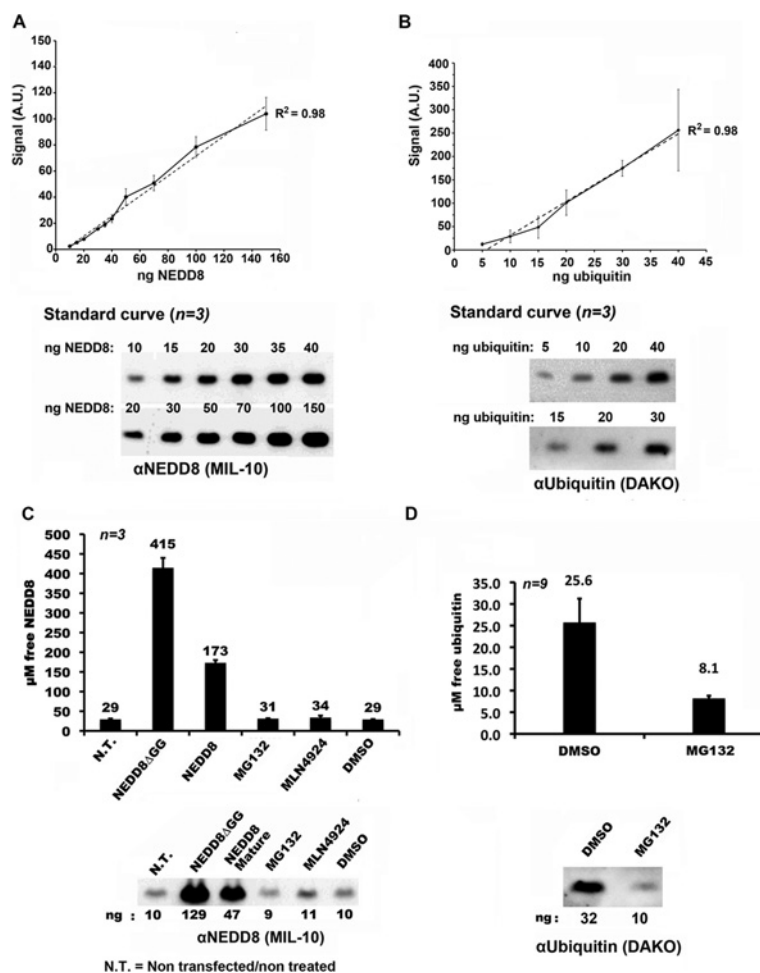 A
B
Signal (A.U.)
150
140
120
100
80
60
40
20
0
0 20 40 60 80 100 120 140 160
ng NEDD8
R² = 0.98
Signal (A.U.)
400
350
300
250
200
150
100
50
0
0 5 10 15 20 25 30 35 40 45
ng ubiquitin
R² = 0.98
Standard curve (n=3)
ng NEDD8: 10 15 20 30 35 40
ng NEDD8: 20 30 50 70 100 150
αNEDD8 (MIL-10)
Standard curve (n=3)
ng ubiquitin: 5 10 20 40
ng ubiquitin: 15 20 30
αUbiquitin (DAKO)
C
D
n=3
µM free NEDD8
500
450
400
350
300
250
200
150
100
50
0
29 415 173 31 34 29
N.T. NEDD8ΔGG NEDD8 MG132 MLN4924 DMSO
n=9
µM free ubiquitin
35.0
30.0
25.0
20.0
15.0
10.0
5.0
0.0
25.6 8.1
DMSO MG132
N.T. NEDD8ΔGG NEDD8 Mature MG132 MLN4924 DMSO
ng : 10 129 47 9 11 10
αNEDD8 (MIL-10)
N.T. = Non transfected/non treated
DMSO MG132
ng: 32 10
αUbiquitin (DAKO)